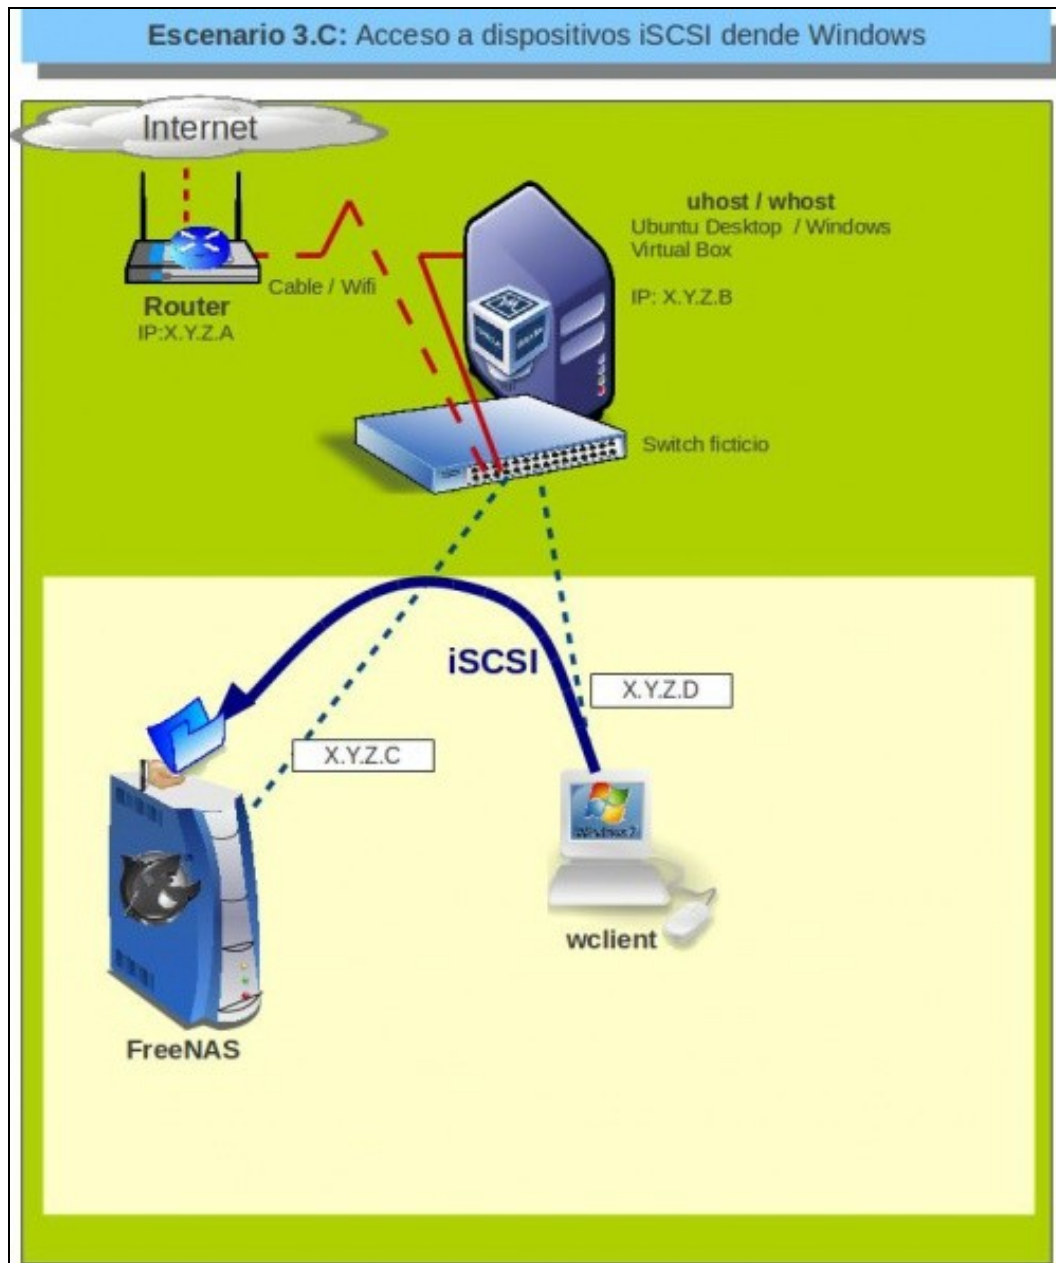 Escenario 3.C: Acceso a dispositivos iSCSI dende Windows
Internet
uhost / whost
Ubuntu Desktop / Windows
Virtual Box
IP: X.Y.Z.B
Cable / Wifi
Router
IP:X.Y.Z.A
Switch ficticio
iSCSI
X.Y.Z.D
X.Y.Z.C
wclient
FreeNAS